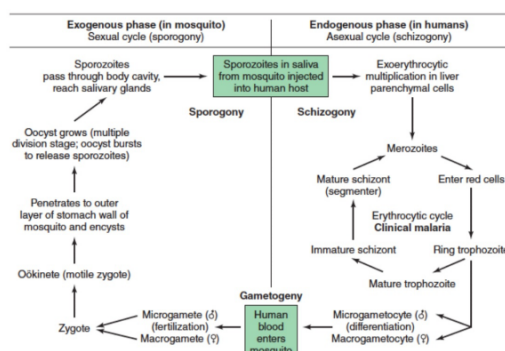 Exogenous phase (in mosquito)
Sexual cycle (sporogony)
Endogenous phase (in humans)
Asexual cycle (schizogony)
Sporozoites
pass through body cavity,
reach salivary glands
Sporozoites in saliva
from mosquito injected
into human host
Exoerythrocytic
multiplication in liver
parenchymal cells
Sporogony
Schizogony
Oocyst grows (multiple
division stage; oocyst bursts
to release sporozoites)
Merozoites
Mature schizont
(segmenter)
Enter red cells
Penetrates to outer
layer of stomach wall of
mosquito and encysts
Erythrocytic cycle
Clinical malaria
Immature schizont
Ring trophozoite
Oökinete (motile zygote)
Mature trophozoite
Gametogeny
Zygote
Microgamete (♂)
(fertilization)
Macrogamete (♀)
Human
blood
enters
mosquito
Microgametocyte (♂)
(differentiation)
Macrogametocyte (♀)